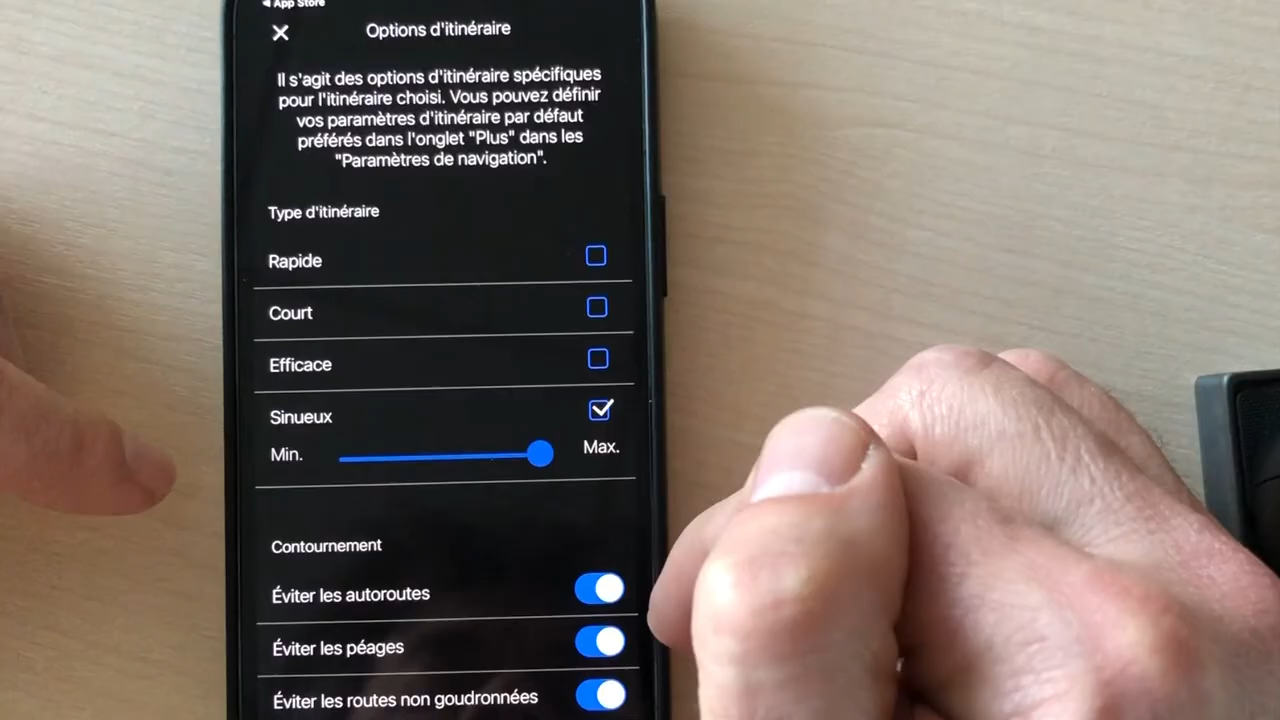 ◀ App Store
Options d'itinéraire
Il s'agit des options d'itinéraire spécifiques
pour l'itinéraire choisi. Vous pouvez définir
vos paramètres d'itinéraire par défaut
préférés dans l'onglet "Plus" dans les
"Paramètres de navigation".
Type d'itinéraire
Rapide
Court
Efficace
Sinueux
Min. Max.
Contournement
Éviter les autoroutes
Éviter les péages
Éviter les routes non goudronnées